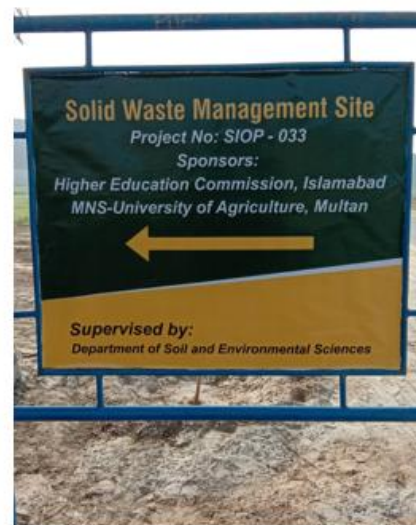 Solid Waste Management Site
Project No: SIOP - 033
Sponsors:
Higher Education Commission, Islamabad
MNS-University of Agriculture, Multan
Supervised by:
Department of Soil and Environmental Sciences